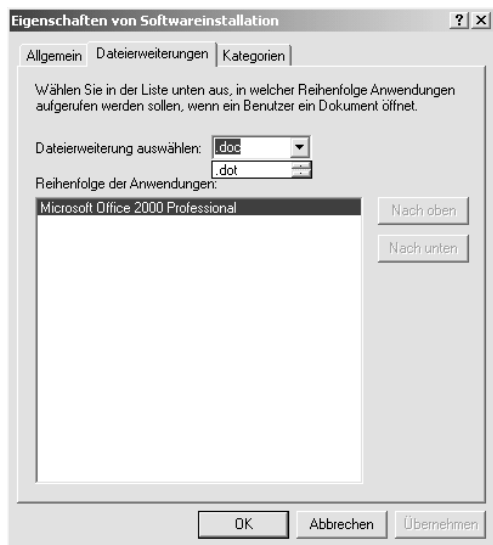 Eigenschaften von Softwareinstallation
Allgemein Dateierweiterungen Kategorien
Wählen Sie in der Liste unten aus, in welcher Reihenfolge Anwendungen
aufgerufen werden sollen, wenn ein Benutzer ein Dokument öffnet.
Dateierweiterung auswählen: .doc
.dot
Reihenfolge der Anwendungen:
Microsoft Office 2000 Professional
Nach oben
Nach unten
OK Abbrechen Übernehmen